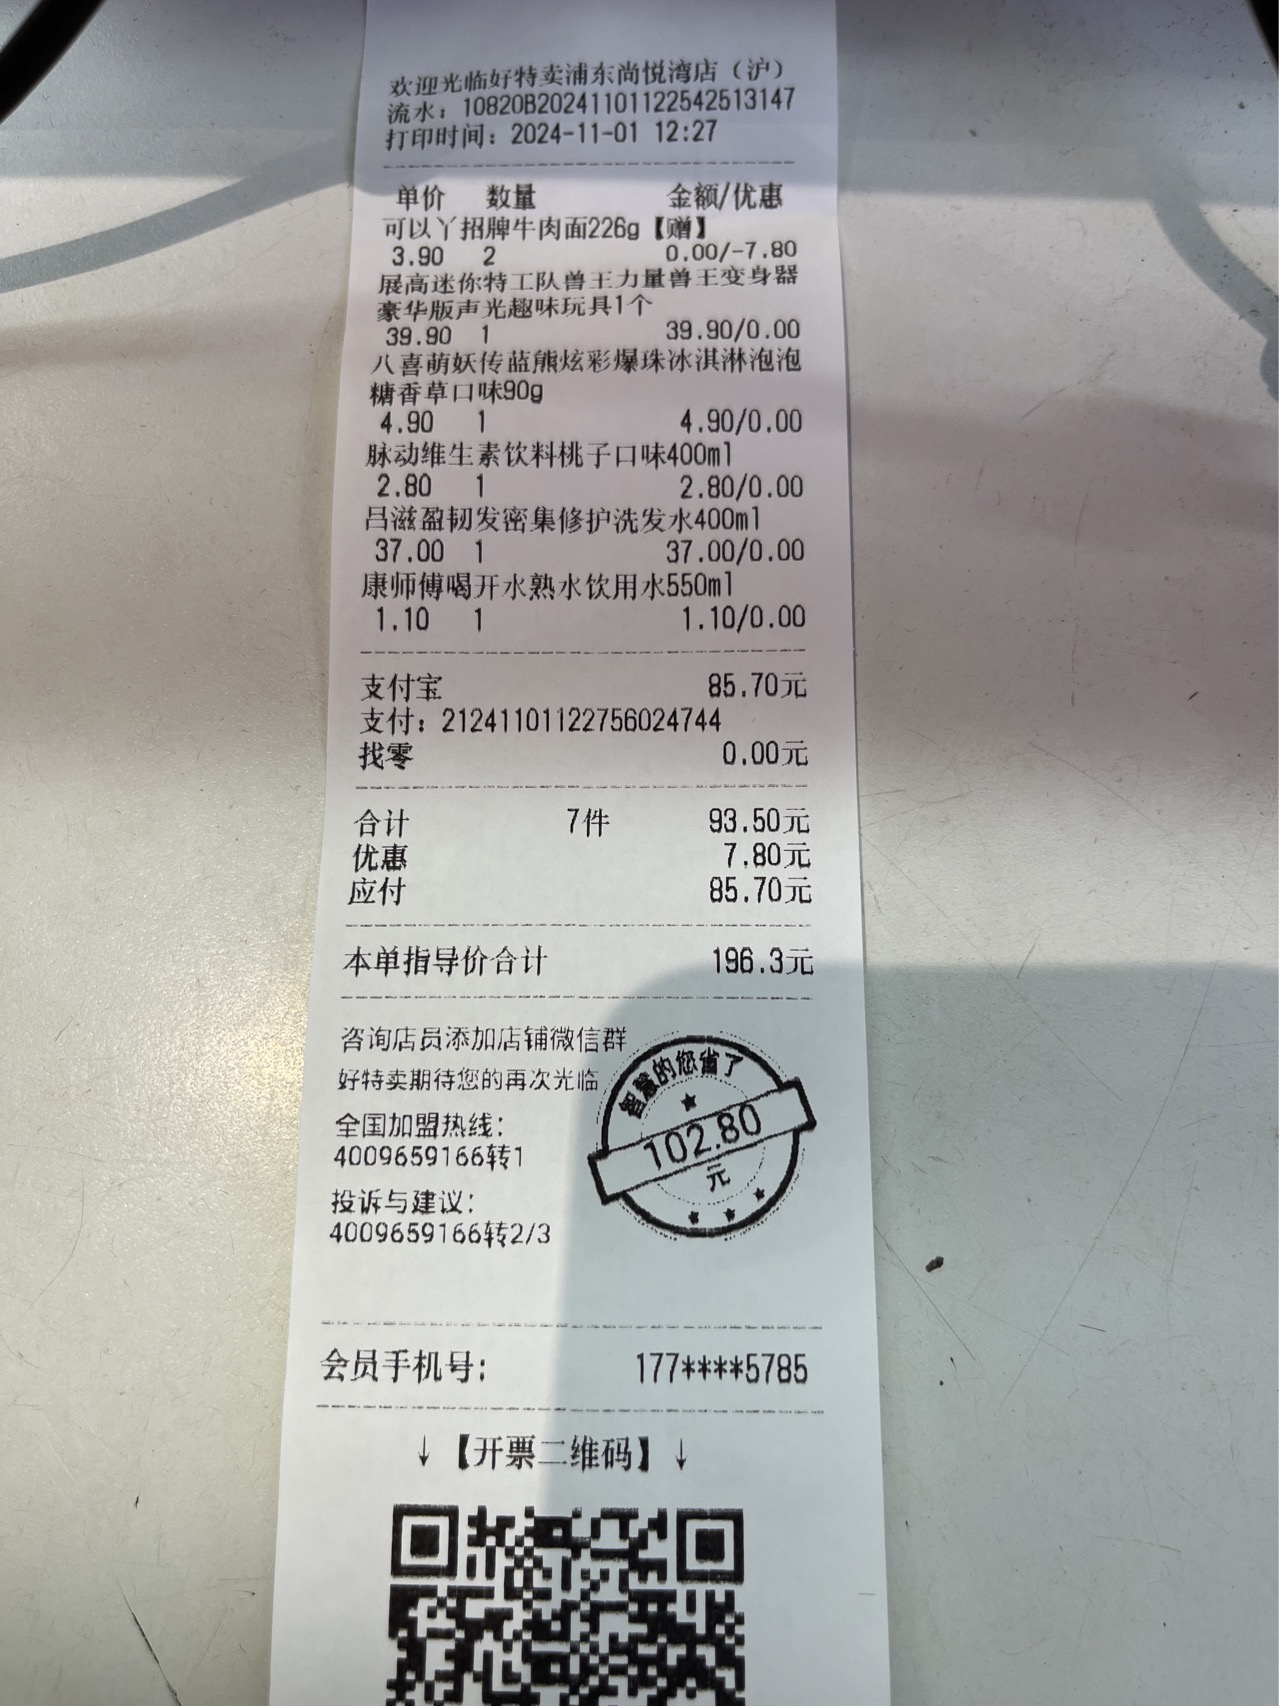 欢迎光临好特卖浦东尚悦湾店（沪）
流水：10820B202411011225425131​47
打印时间：2024-11-01 12:27
单价 数量 金额/优惠
可以丫招牌牛肉面226g【赠】
3.90 2 0.00/-7.80
展高迷你特工队兽王力量兽王变身器
豪华版声光趣味玩具1个
39.90 1 39.90/0.00
八喜萌妖传蓝熊炫彩爆珠冰淇淋泡泡
糖香草口味90g
4.90 1 4.90/0.00
脉动维生素饮料桃子口味400ml
2.80 1 2.80/0.00
吕滋盈韧发密集修护洗发水400ml
37.00 1 37.00/0.00
康师傅喝开水熟水饮用水550ml
1.10 1 1.10/0.00
支付宝 85.70元
支付：21241101122756024744
找零 0.00元
合计 7件 93.50元
优惠 7.80元
应付 85.70元
本单指导价合计 196.3元
咨询店员添加店铺微信群
好特卖期待您的再次光临
全国加盟热线：
4009659166转1
投诉与建议：
4009659166转2/3
智慧的您省了
102.80
元
会员手机号： 177****5785
↓【开票二维码】↓